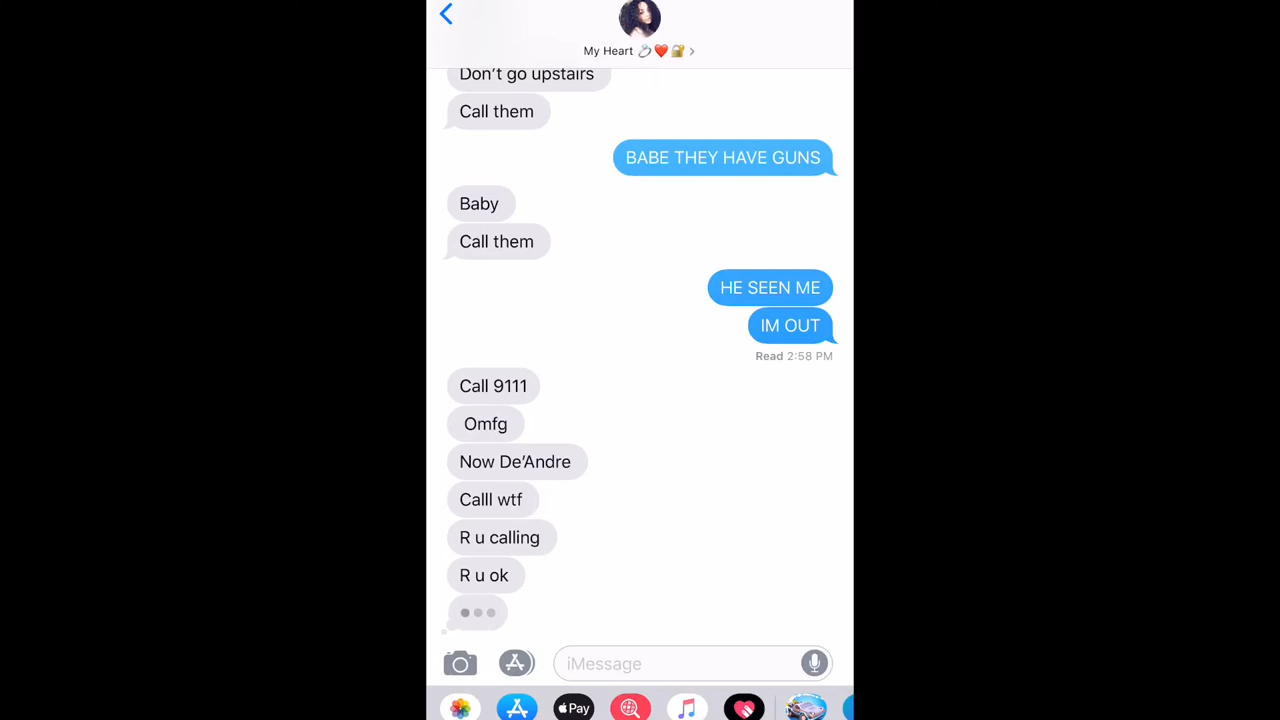 My Heart 💍❤️🔐 >
Don't go upstairs
Call them
BABE THEY HAVE GUNS
Baby
Call them
HE SEEN ME
IM OUT
Read 2:58 PM
Call 9111
Omfg
Now De'Andre
Calll wtf
R u calling
R u ok
iMessage
Pay